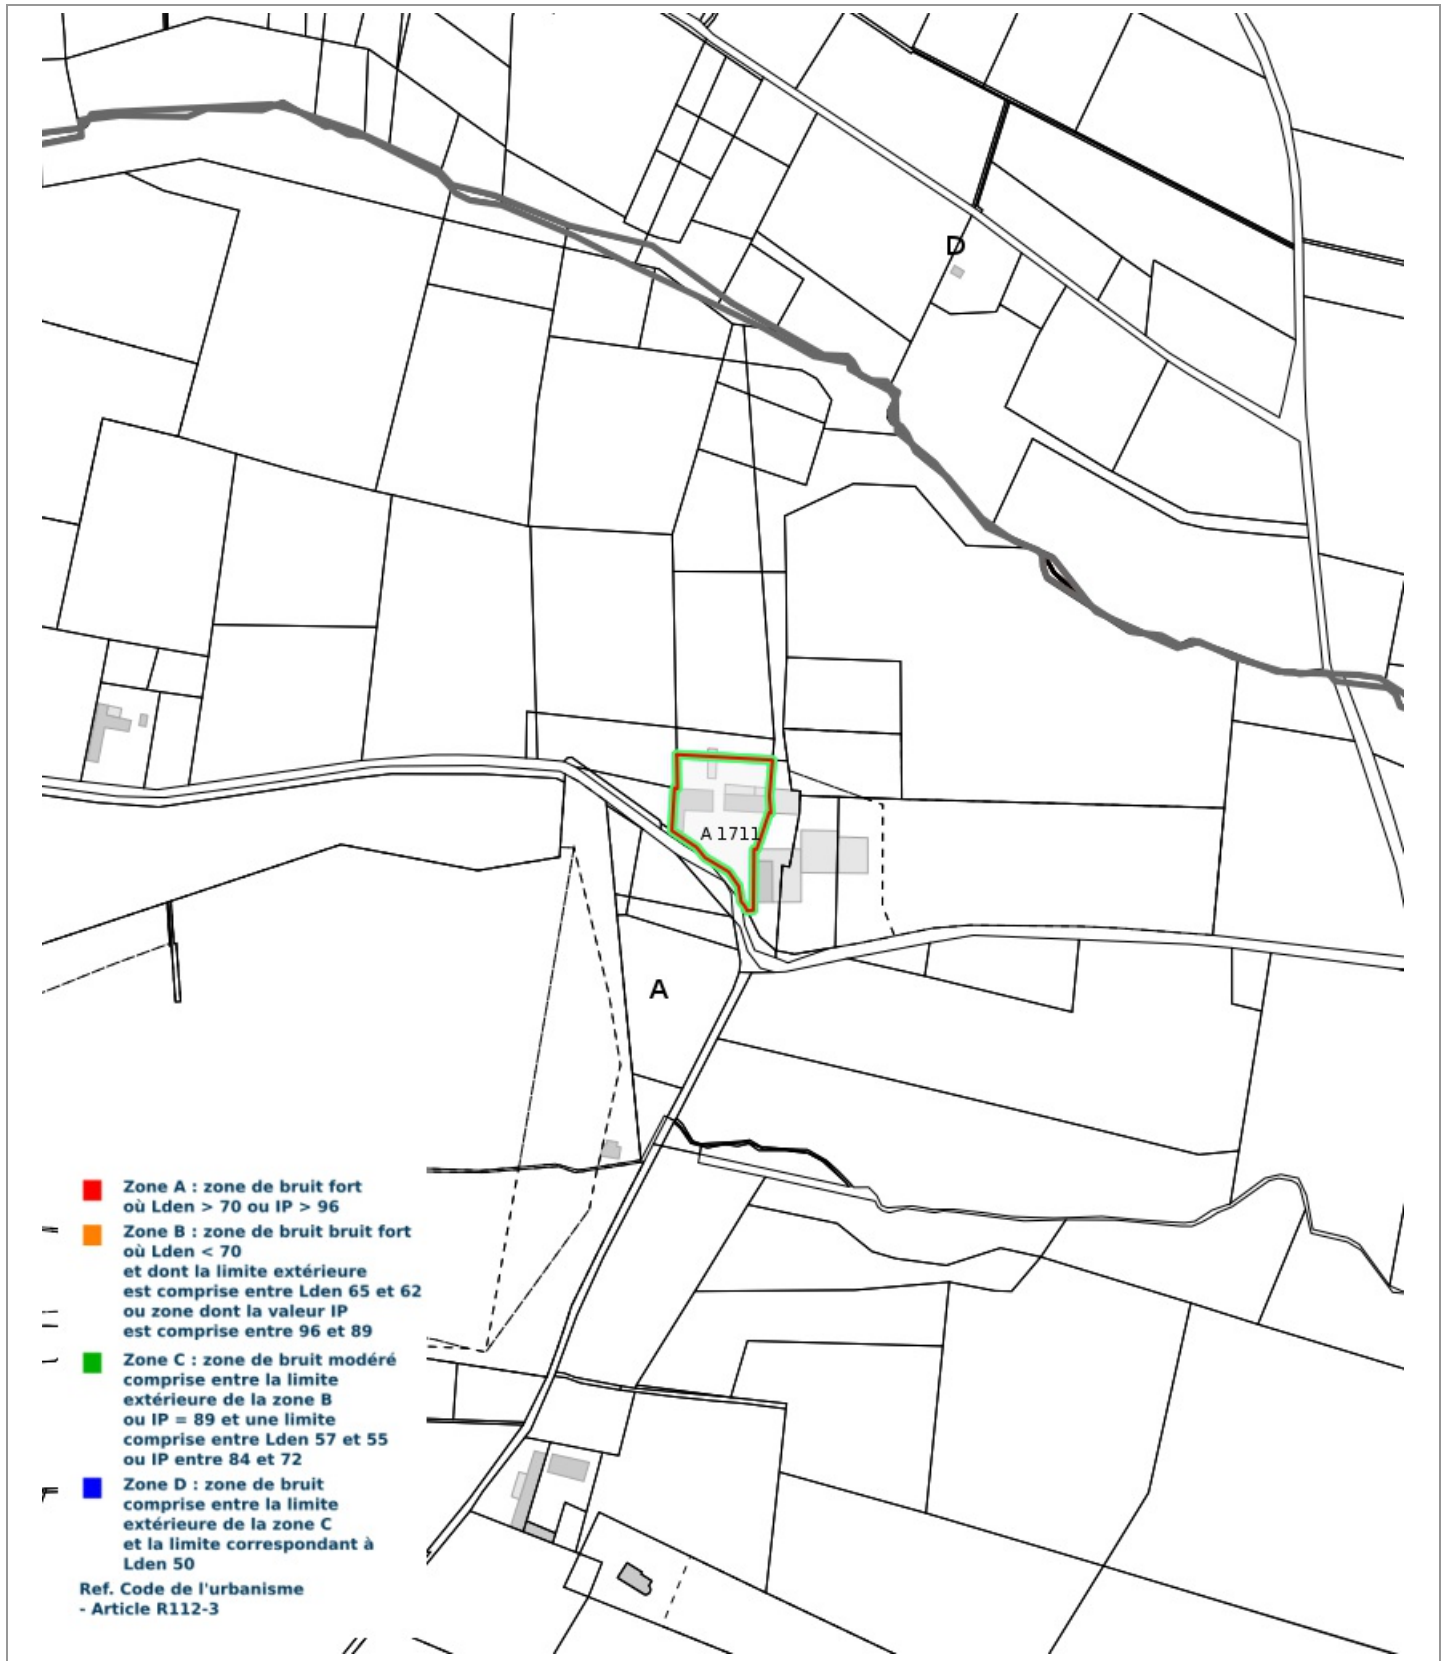 D
A 1711
A
Zone A : zone de bruit fort
où Lden > 70 ou IP > 96
Zone B : zone de bruit bruit fort
où Lden < 70
et dont la limite extérieure
est comprise entre Lden 65 et 62
ou zone dont la valeur IP
est comprise entre 96 et 89
Zone C : zone de bruit modéré
comprise entre la limite
extérieure de la zone B
ou IP = 89 et une limite
comprise entre Lden 57 et 55
ou IP entre 84 et 72
Zone D : zone de bruit
comprise entre la limite
extérieure de la zone C
et la limite correspondant à
Lden 50
Ref. Code de l'urbanisme
- Article R112-3